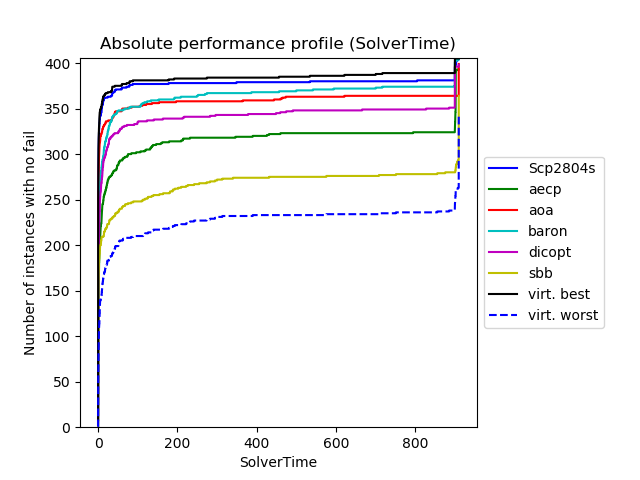 Absolute performance profile (SolverTime)
Number of instances with no fail
400
350
300
250
200
150
100
50
0
0 200 400 600 800
SolverTime
Scp2804s
aecp
aoa
baron
dicopt
sbb
virt. best
virt. worst